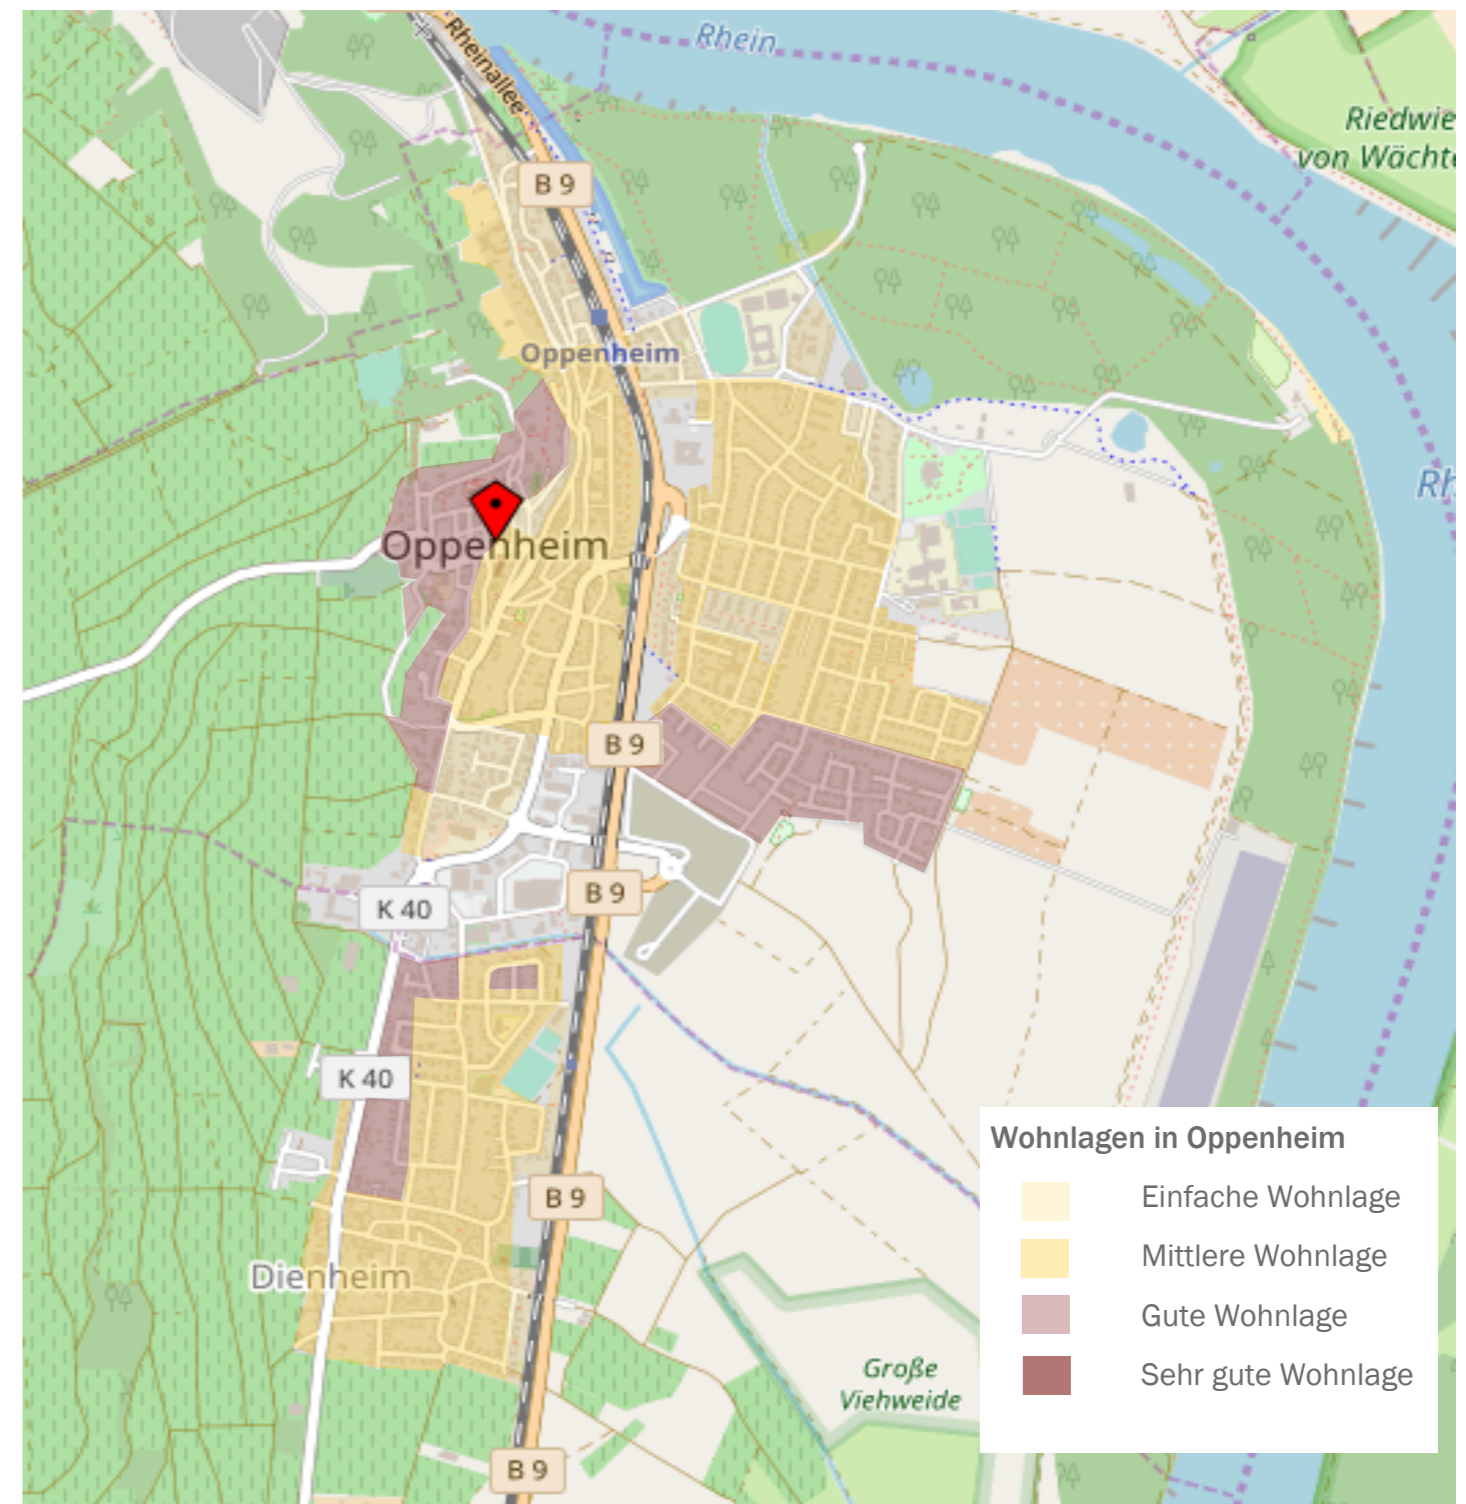 Rhein
Rheinallee
Riedwie
von Wächte
B 9
Oppenheim
Rh
Oppenheim
B 9
B 9
K 40
K 40
Wohnlagen in Oppenheim
Einfache Wohnlage
B 9
Mittlere Wohnlage
Dienheim
Gute Wohnlage
Sehr gute Wohnlage
Große
Viehweide
B 9